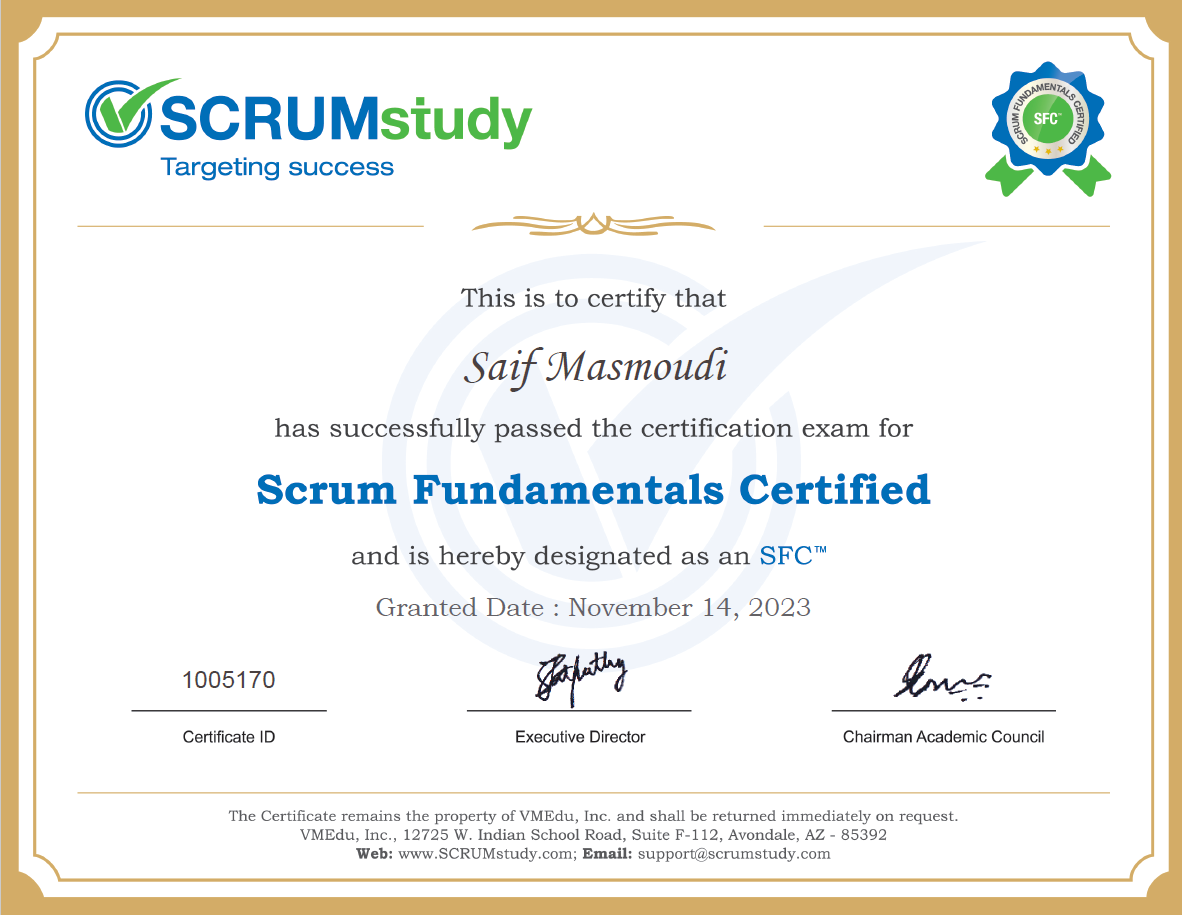 SCRUMstudy
Targeting success
SCRUM FUNDAMENTALS CERTIFIED
SFC™
This is to certify that
Saif Masmoudi
has successfully passed the certification exam for
Scrum Fundamentals Certified
and is hereby designated as an SFC™
Granted Date : November 14, 2023
1005170
Certificate ID
Executive Director
Chairman Academic Council
The Certificate remains the property of VMEdu, Inc. and shall be returned immediately on request.
VMEdu, Inc., 12725 W. Indian School Road, Suite F-112, Avondale, AZ - 85392
Web: www.SCRUMstudy.com; Email: support@scrumstudy.com